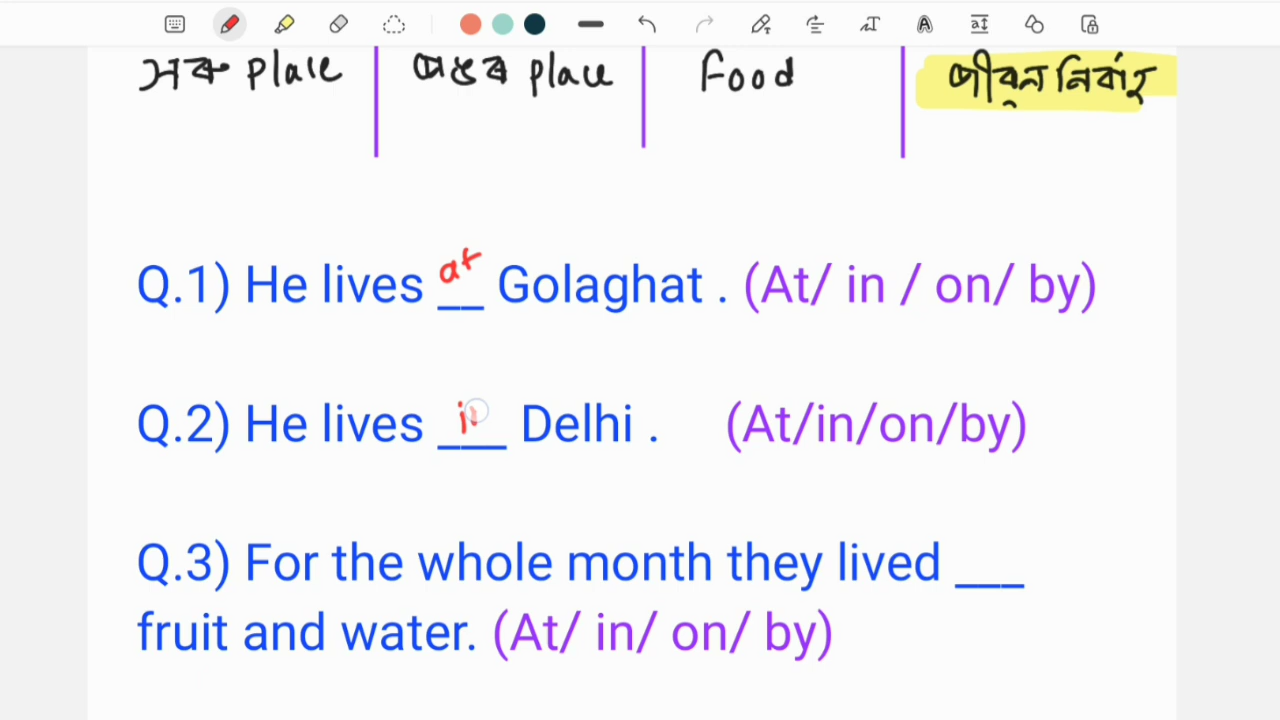 সৰু place ডাঙৰ place Food জীৱন নিৰ্বাহ
Q.1) He lives at Golaghat . (At/ in / on/ by)
Q.2) He lives in Delhi . (At/in/on/by)
Q.3) For the whole month they lived ___
fruit and water. (At/ in/ on/ by)